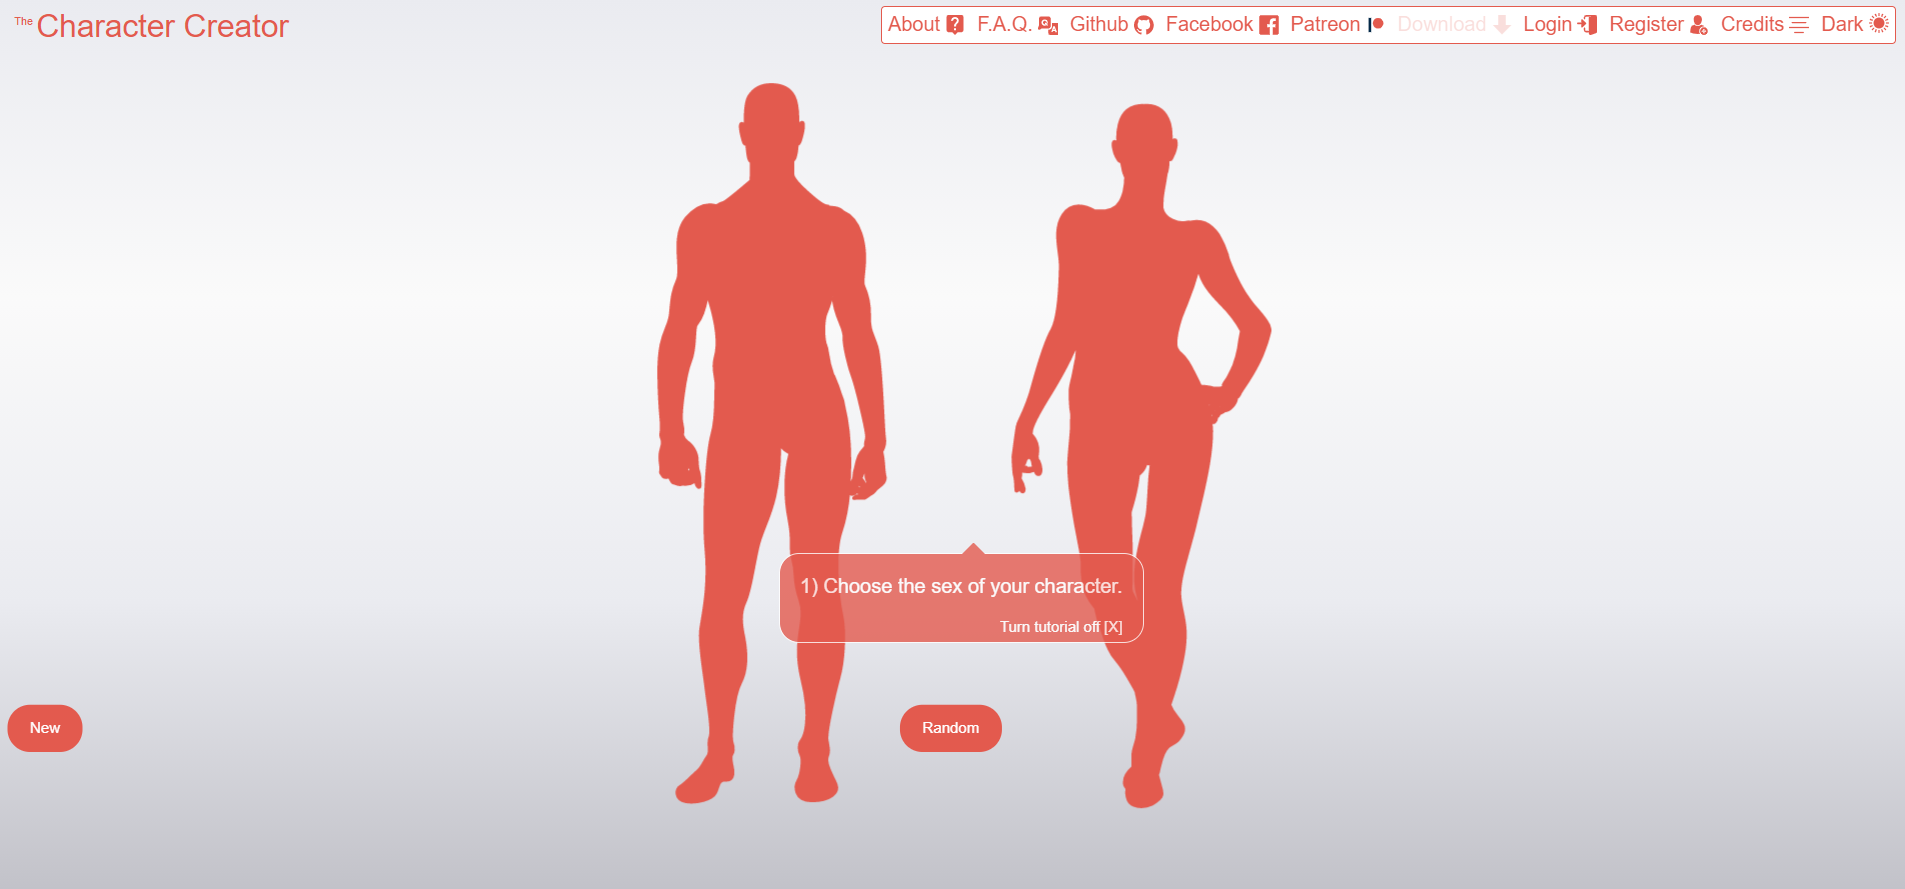 The Character Creator
About F.A.Q. Github Facebook Patreon Download Login Register Credits Dark
1) Choose the sex of your character.
Turn tutorial off [X]
New
Random